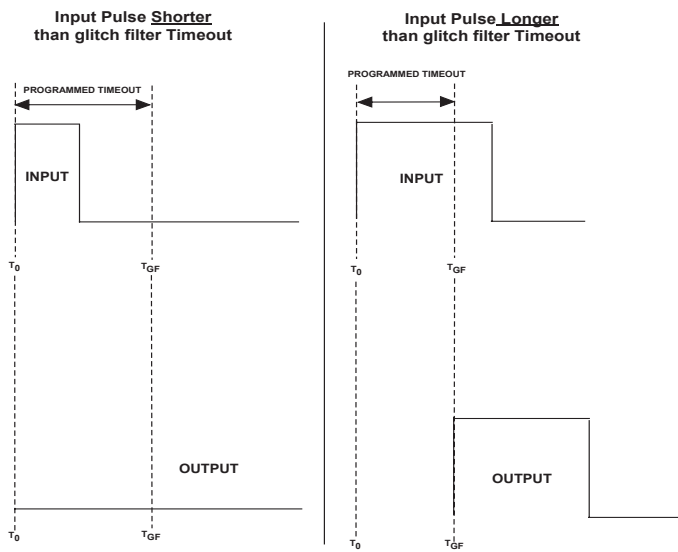 Input Pulse Shorter
than glitch filter Timeout
PROGRAMMED TIMEOUT
INPUT
T0
TGF
OUTPUT
T0
TGF
Input Pulse Longer
than glitch filter Timeout
PROGRAMMED TIMEOUT
INPUT
T0
TGF
OUTPUT
T0
TGF